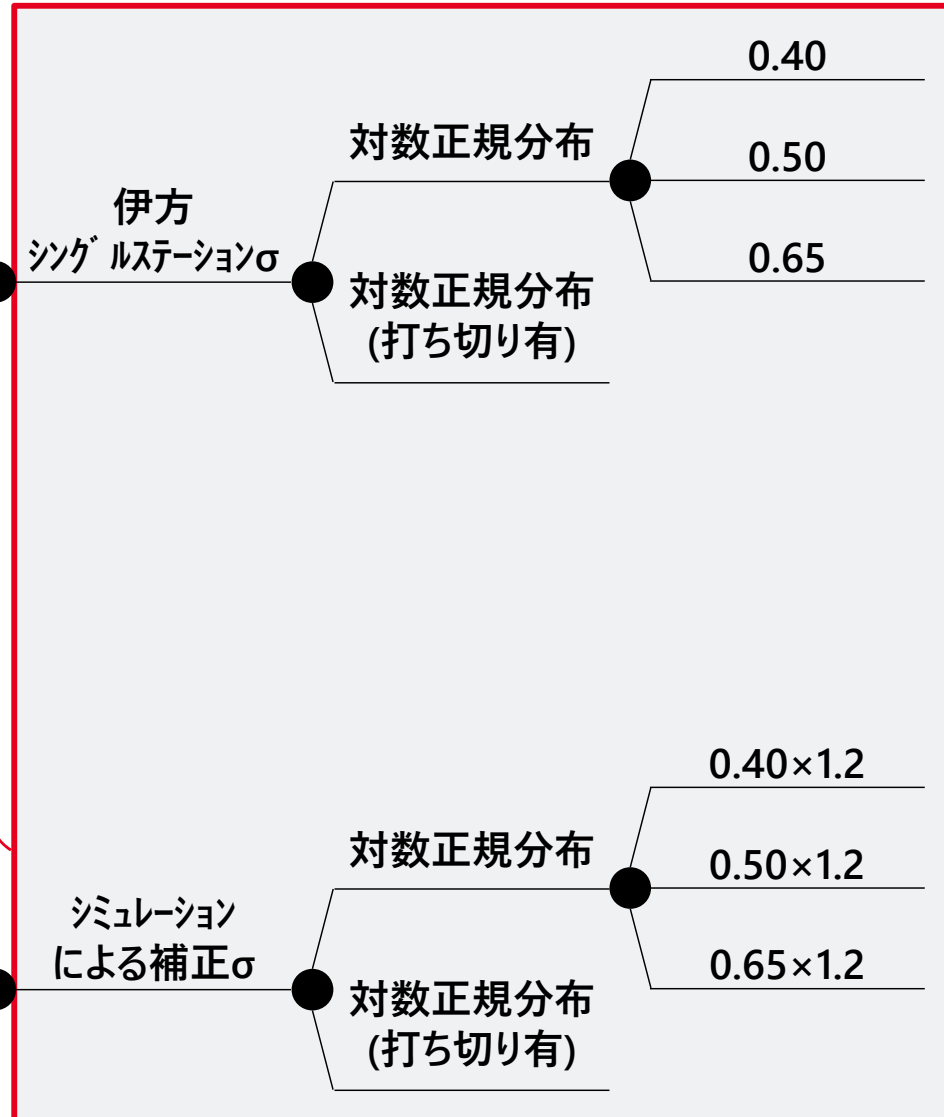 0.40
対数正規分布
0.50
伊方
ｼﾝｸﾞﾙｽﾃｰｼｮﾝσ
0.65
対数正規分布
(打ち切り有)
0.40×1.2
対数正規分布
0.50×1.2
ｼﾐｭﾚｰｼｮﾝ
による補正σ
0.65×1.2
対数正規分布
(打ち切り有)